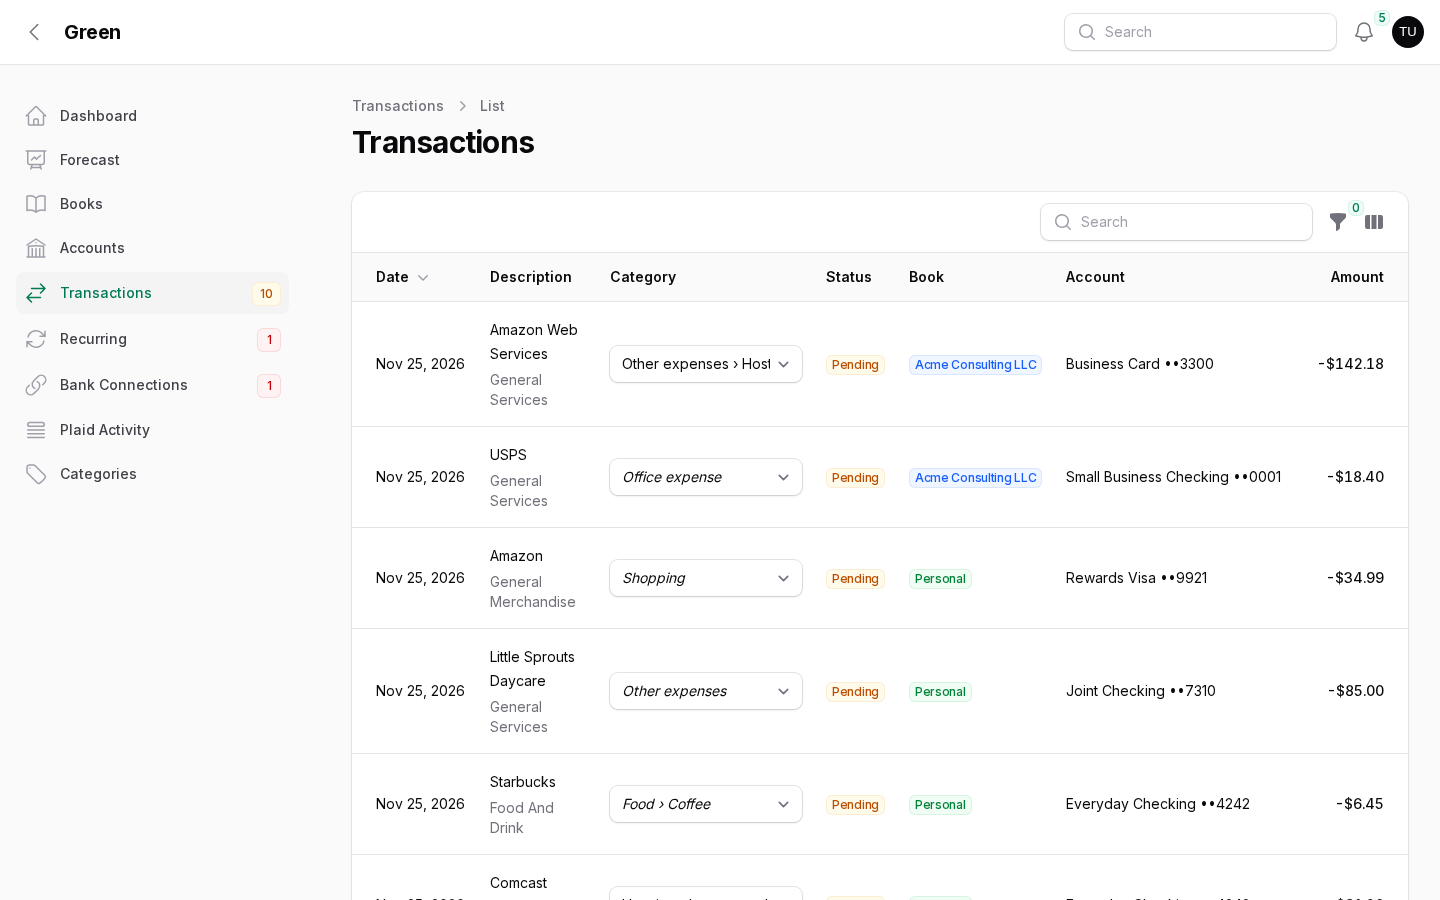 Green
Search
5
TU
Dashboard
Forecast
Books
Accounts
Transactions 10
Recurring 1
Bank Connections 1
Plaid Activity
Categories
Transactions › List
Transactions
Search
0
Date Description Category Status Book Account Amount
Nov 25, 2026
Amazon Web
Services
General
Services
Other expenses › Host
Pending
Acme Consulting LLC
Business Card ••3300
-$142.18
Nov 25, 2026
USPS
General
Services
Office expense
Pending
Acme Consulting LLC
Small Business Checking ••0001
-$18.40
Nov 25, 2026
Amazon
General
Merchandise
Shopping
Pending
Personal
Rewards Visa ••9921
-$34.99
Nov 25, 2026
Little Sprouts
Daycare
General
Services
Other expenses
Pending
Personal
Joint Checking ••7310
-$85.00
Nov 25, 2026
Starbucks
Food And
Drink
Food › Coffee
Pending
Personal
Everyday Checking ••4242
-$6.45
Comcast